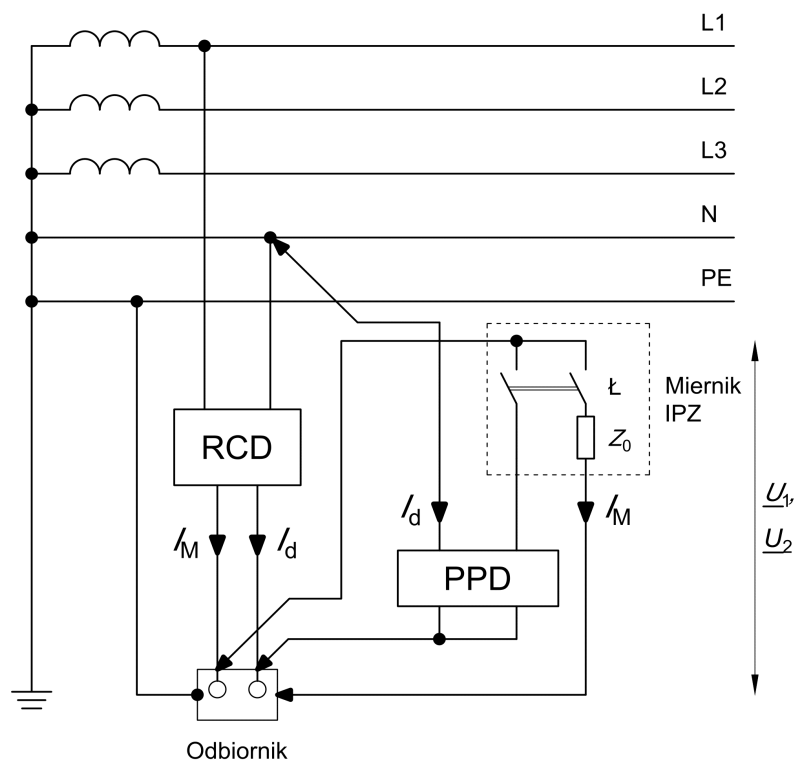 L1
L2
L3
N
PE
Ł
Miernik
IPZ
Z0
RCD
IM
Id
Id
IM
U1,
U2
PPD
Odbiornik